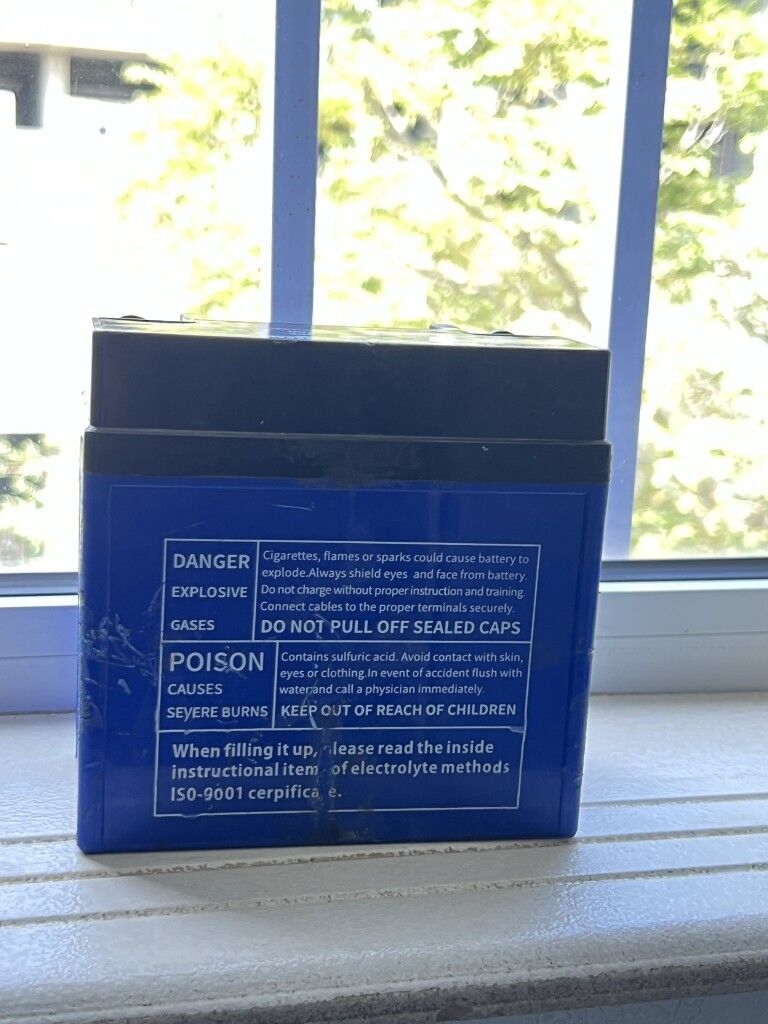 DANGER
EXPLOSIVE
GASES
Cigarettes, flames or sparks could cause battery to
explode.Always shield eyes and face from battery.
Do not charge without proper instruction and training.
Connect cables to the proper terminals securely.
DO NOT PULL OFF SEALED CAPS
POISON
CAUSES
SEVERE BURNS
Contains sulfuric acid. Avoid contact with skin,
eyes or clothing.In event of accident flush with
water,and call a physician immediately.
KEEP OUT OF REACH OF CHILDREN
When filling it up, lease read the inside
instructional item of electrolyte methods
ISO-9001 cerpifica e.